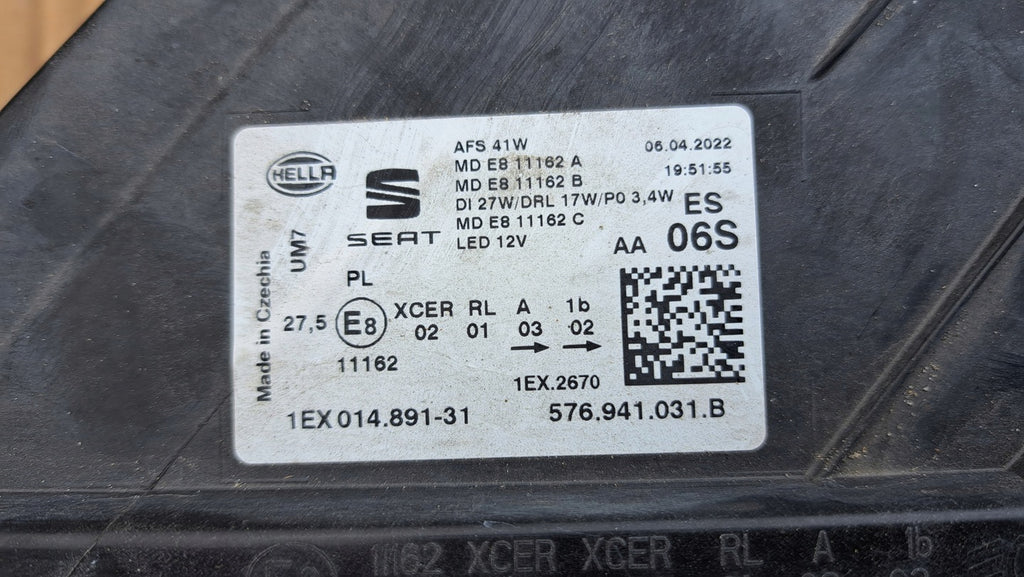 HELLA
SEAT
AFS 41W
MD E8 11162 A
MD E8 11162 B
DI 27W/DRL 17W/PO 3,4W
MD E8 11162 C
LED 12V
06.04.2022
19:51:55
ES
AA 06S
Made in Czechia
UM7
PL
27,5 E8
11162
XCER RL A 1b
02 01 03 02
1EX.2670
1EX 014.891-31
576.941.031.B
11162 XCER XCER RL A 1b